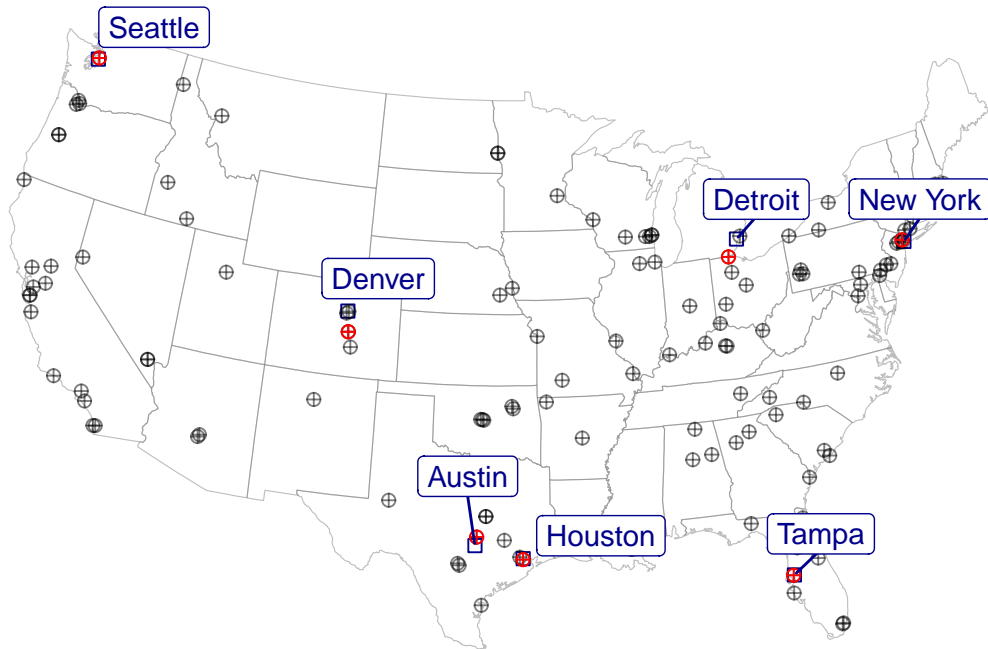 Seattle
Detroit
New York
Denver
Austin
Houston
Tampa